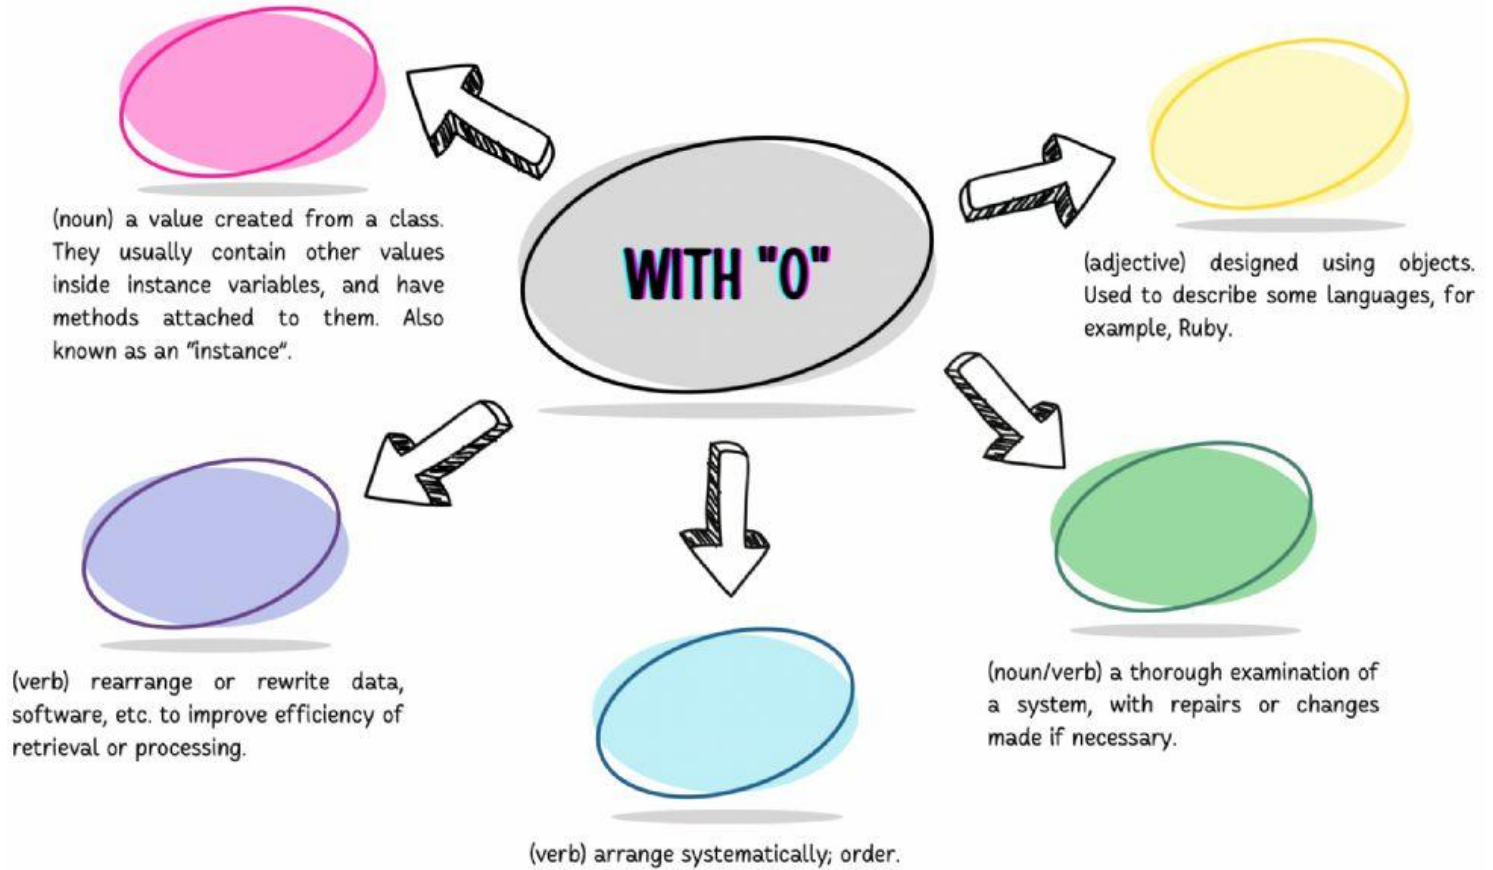 WITH "O"
(noun) a value created from a class.
They usually contain other values
inside instance variables, and have
methods attached to them. Also
known as an "instance".
(adjective) designed using objects.
Used to describe some languages, for
example, Ruby.
(verb) rearrange or rewrite data,
software, etc. to improve efficiency of
retrieval or processing.
(noun/verb) a thorough examination of
a system, with repairs or changes
made if necessary.
(verb) arrange systematically; order.